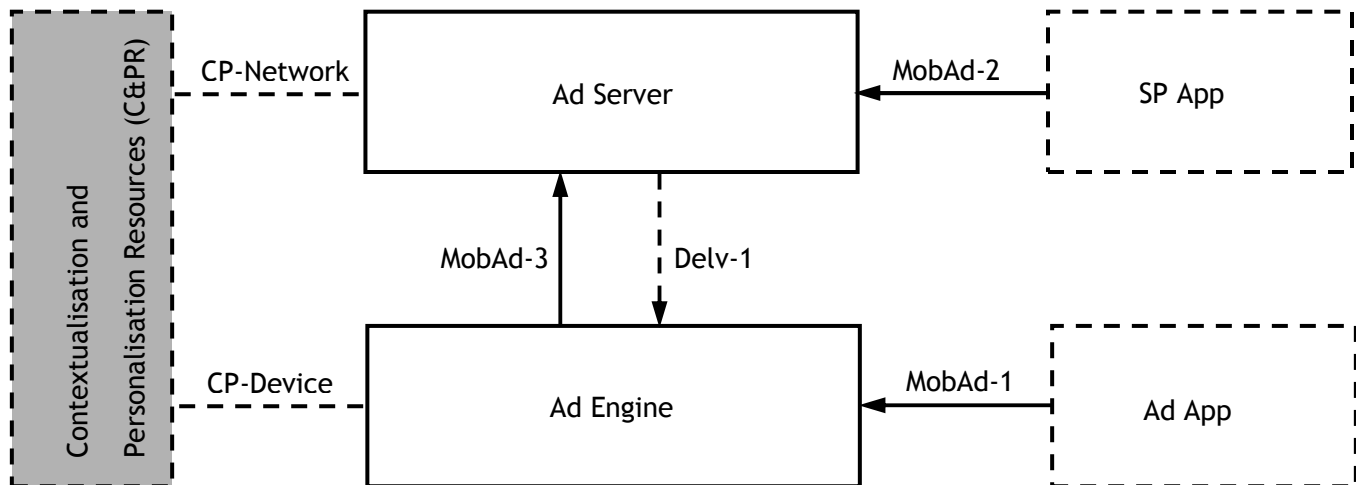 Contextualisation and
Personalisation Resources (C&PR)
CP-Network
Ad Server
MobAd-2
SP App
MobAd-3
Delv-1
CP-Device
Ad Engine
MobAd-1
Ad App